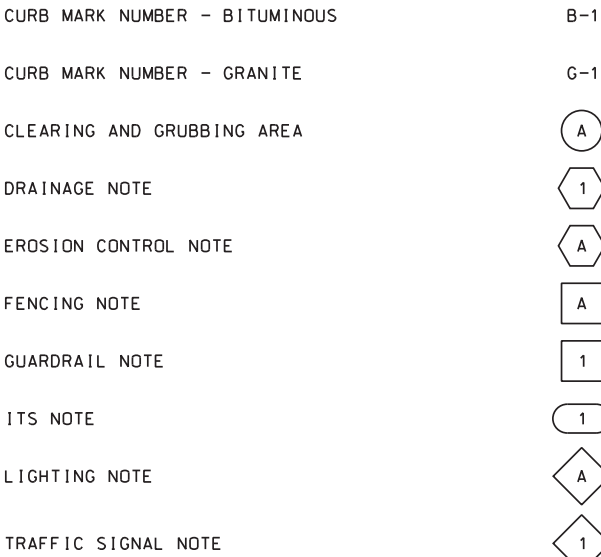 CURB MARK NUMBER - BITUMINOUS B-1
CURB MARK NUMBER - GRANITE G-1
CLEARING AND GRUBBING AREA A
DRAINAGE NOTE 1
EROSION CONTROL NOTE A
FENCING NOTE A
GUARDRAIL NOTE 1
ITS NOTE 1
LIGHTING NOTE A
TRAFFIC SIGNAL NOTE 1